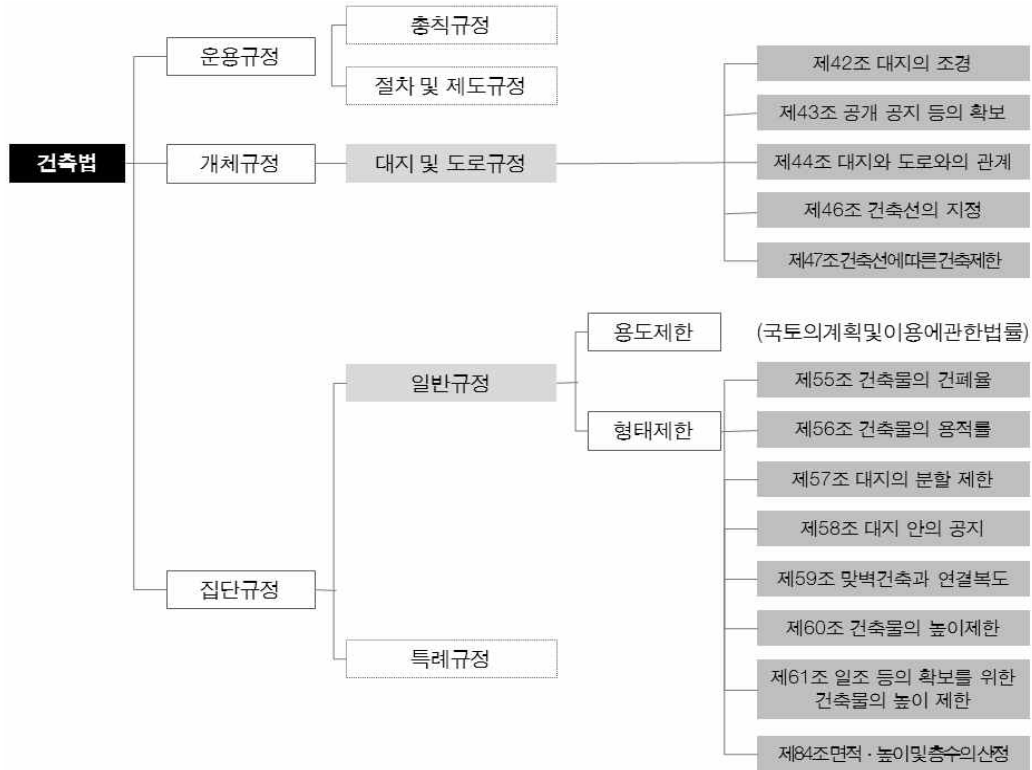 총칙규정
운용규정
절차 및 제도규정
제42조 대지의 조경
제43조 공개 공지 등의 확보
건축법
개체규정
대지 및 도로규정
제44조 대지와 도로와의 관계
제46조 건축선의 지정
제47조건축선에따른건축제한
용도제한
(국토의계획및이용에관한법률)
일반규정
제55조 건축물의 건폐율
형태제한
제56조 건축물의 용적률
제57조 대지의 분할 제한
제58조 대지 안의 공지
집단규정
제59조 맞벽건축과 연결복도
제60조 건축물의 높이제한
특례규정
제61조 일조 등의 확보를 위한
건축물의 높이 제한
제84조면적·높이및층수의산정